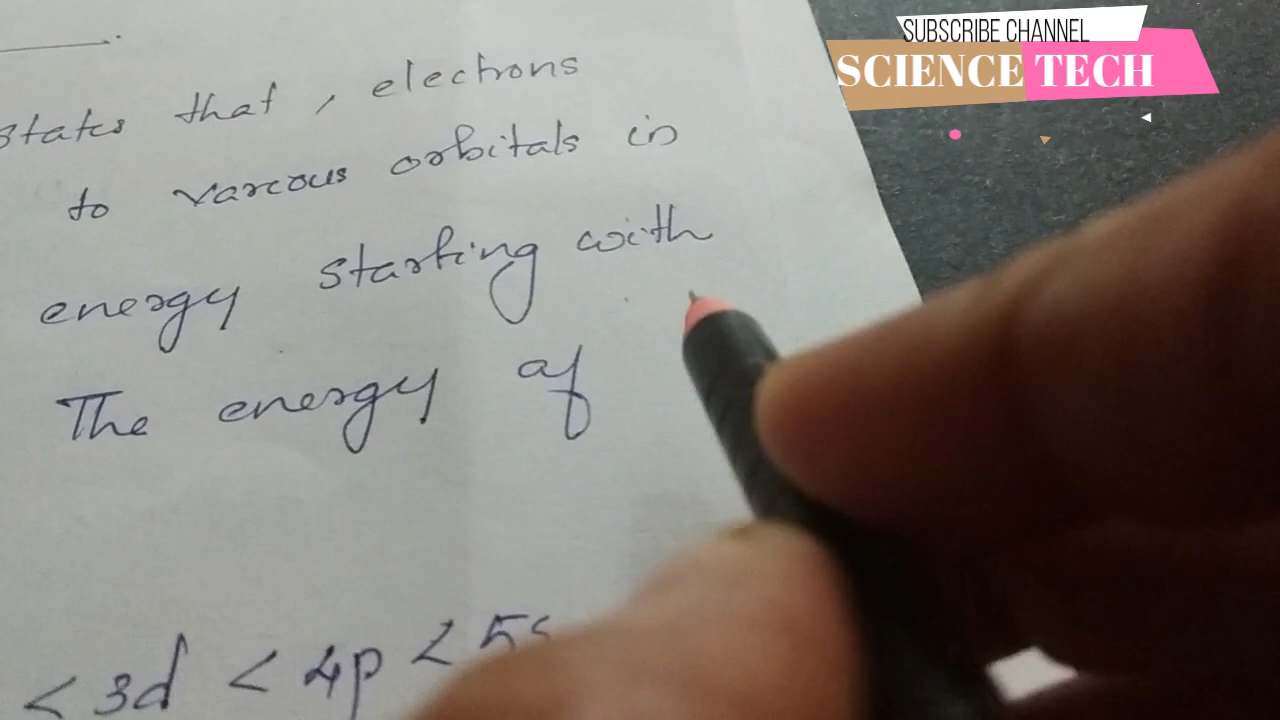 SUBSCRIBE CHANNEL
SCIENCE TECH
states that, electrons
to various orbitals in
energy starting with
The energy of
< 3d < 4p < 5s